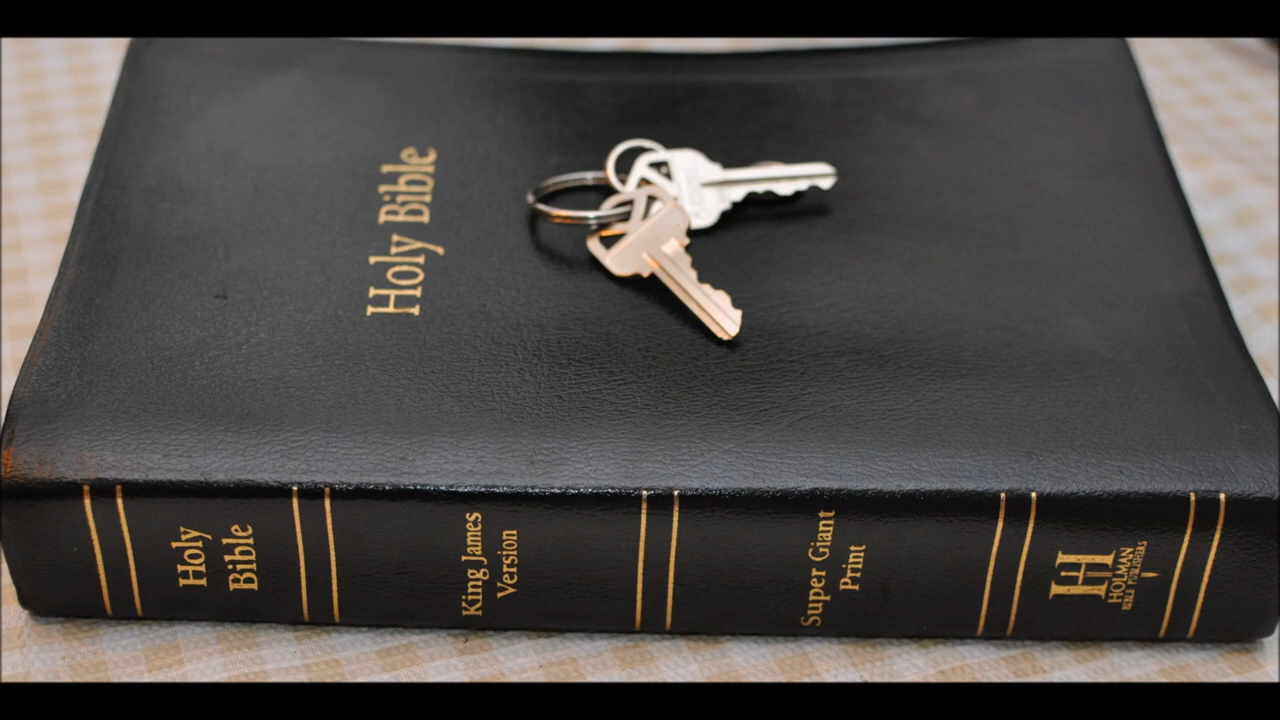 Holy Bible
Holy
Bible
King James
Version
Super Giant
Print
HOLMAN
BIBLE PUBLISHERS